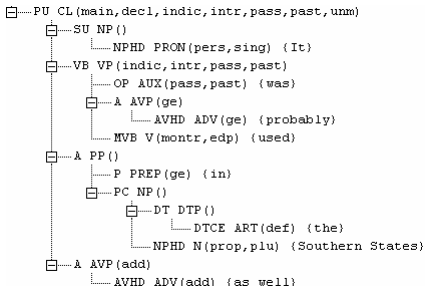 PU CL(main,decl,indic,intr,pass,past,unm)
SU NP()
NPHD PRON(pers,sing) {It}
VB VP(indic,intr,pass,past)
OP AUX(pass,past) {was}
A AVP(ge)
AVHD ADV(ge) {probably}
MVB V(montr,edp) {used}
A PP()
P PREP(ge) {in}
PC NP()
DT DTP()
DTCE ART(def) {the}
NPHD N(prop,plu) {Southern States}
A AVP(add)
AVHD ADV(add) {as well}